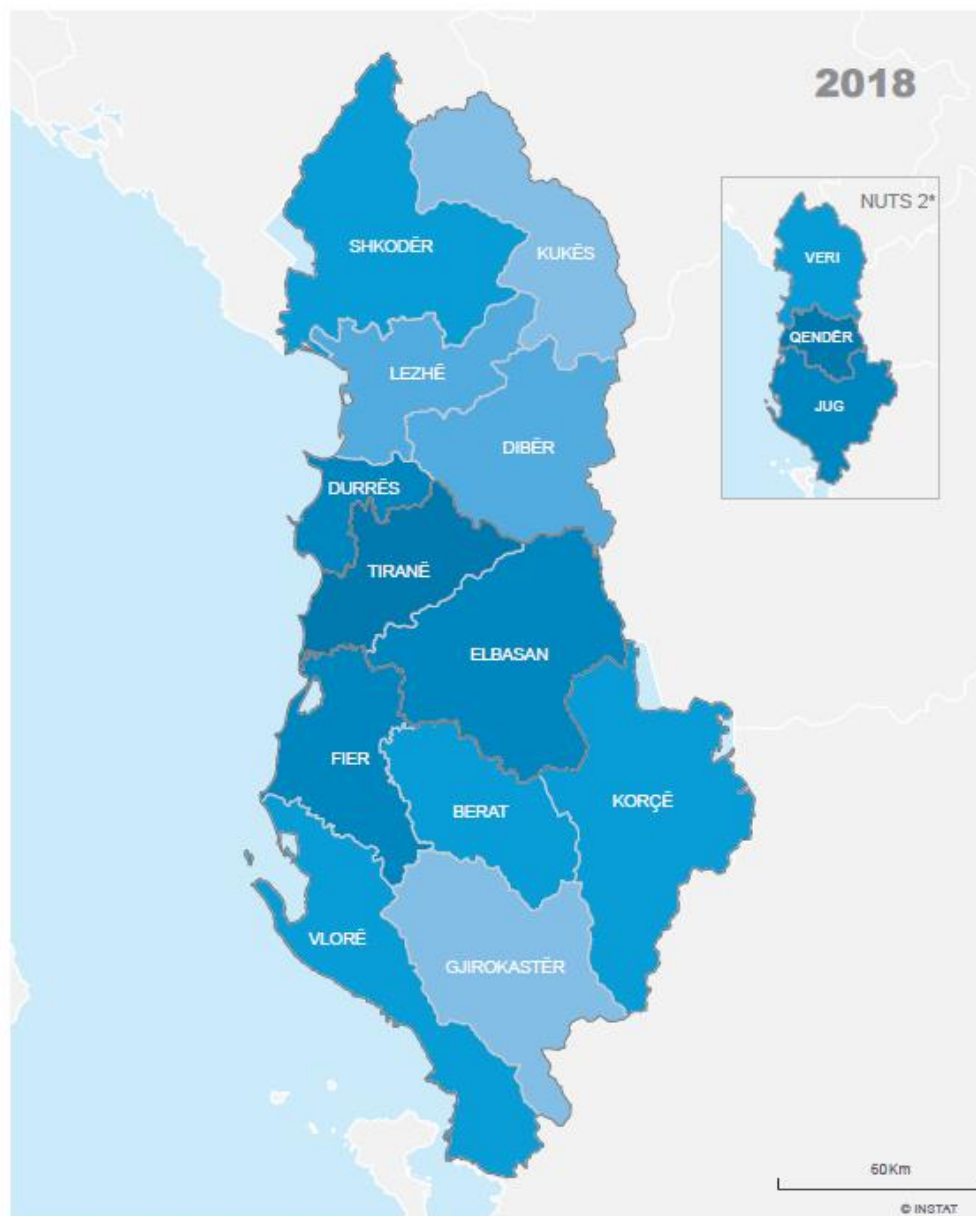 2018
NUTS 2*
VERI
QENDËR
JUG
SHKODËR
KUKËS
LEZHË
DIBËR
DURRËS
TIRANË
ELBASAN
FIER
BERAT
KORÇË
VLORË
GJIROKASTËR
60Km
© INSTAT